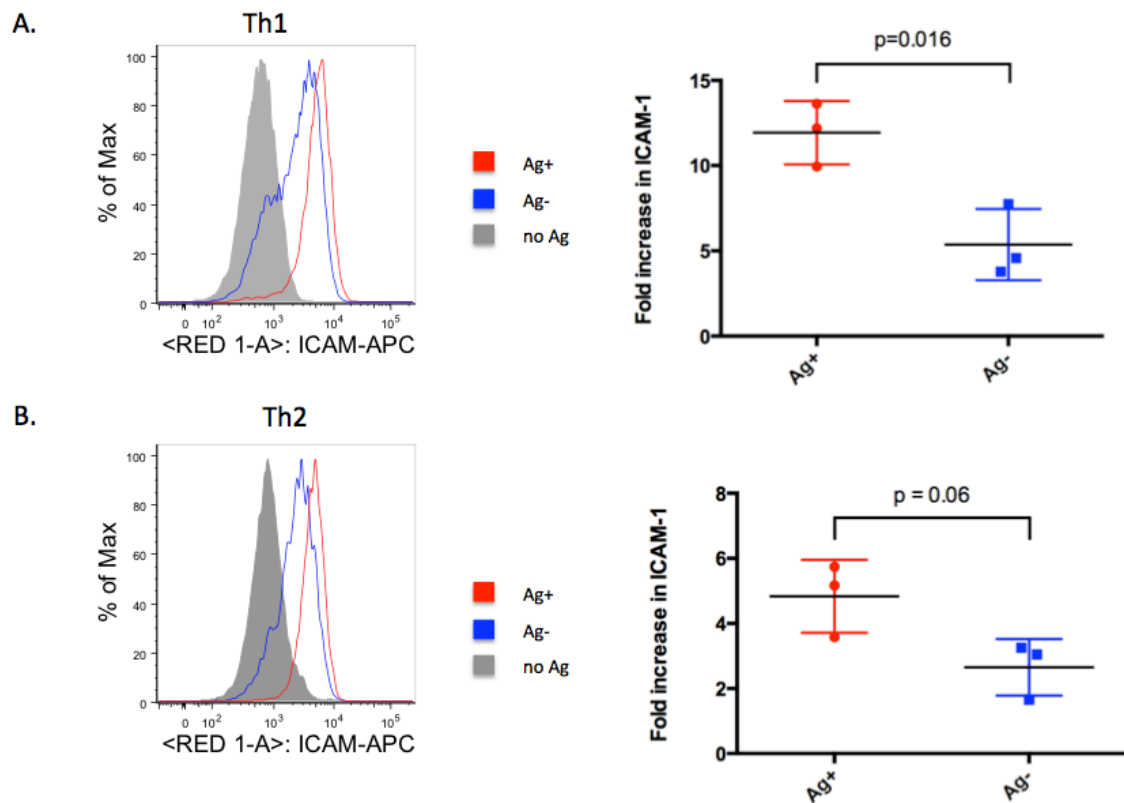 A.
Th1
% of Max
100
80
60
40
20
0
0 10² 10³ 10⁴ 10⁵
<RED 1-A>: ICAM-APC
Ag+
Ag-
no Ag
p=0.016
Fold increase in ICAM-1
15
10
5
0
Ag+ Ag-
B.
Th2
% of Max
100
80
60
40
20
0
0 10² 10³ 10⁴ 10⁵
<RED 1-A>: ICAM-APC
Ag+
Ag-
no Ag
p = 0.06
Fold increase in ICAM-1
8
6
4
2
0
Ag+ Ag-